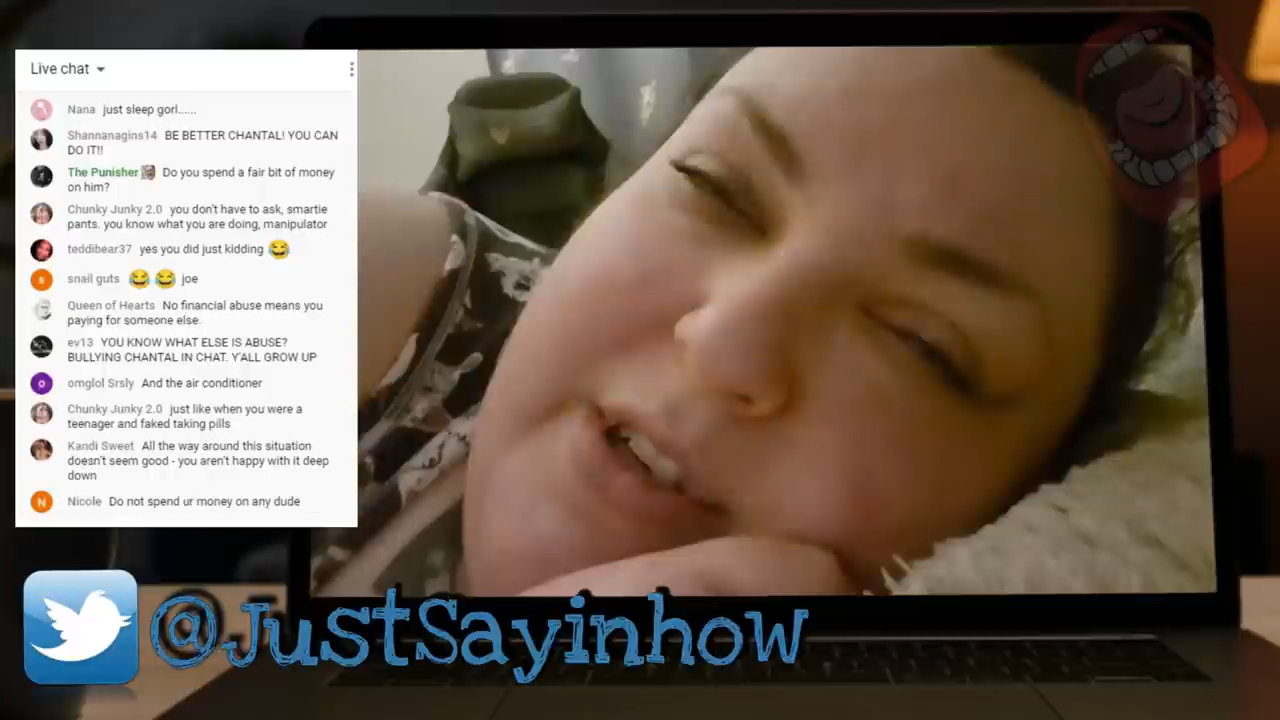 Live chat
Nana just sleep gorl......
Shannanagins14 BE BETTER CHANTAL! YOU CAN
DO IT!!
The Punisher Do you spend a fair bit of money
on him?
Chunky Junky 2.0 you don't have to ask, smartie
pants. you know what you are doing, manipulator
teddibear37 yes you did just kidding 😂
snail guts 😂 😂 joe
Queen of Hearts No financial abuse means you
paying for someone else.
ev13 YOU KNOW WHAT ELSE IS ABUSE?
BULLYING CHANTAL IN CHAT. Y'ALL GROW UP
omglol Srsly And the air conditioner
Chunky Junky 2.0 just like when you were a
teenager and faked taking pills
Kandi Sweet All the way around this situation
doesn't seem good - you aren't happy with it deep
down
Nicole Do not spend ur money on any dude
@JustSayinhow